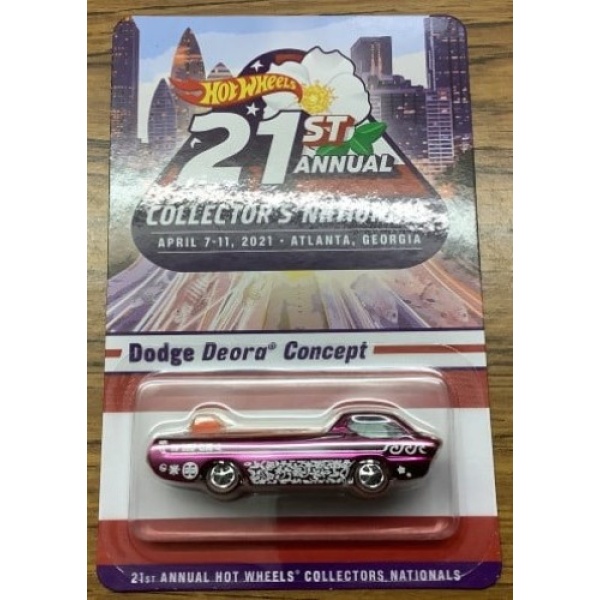 HOT WHEELS
21ST
ANNUAL
COLLECTOR'S
APRIL 7-11, 2021 • ATLANTA, GEORGIA
Dodge Deora® Concept
21ST ANNUAL HOT WHEELS® COLLECTORS NATIONALS